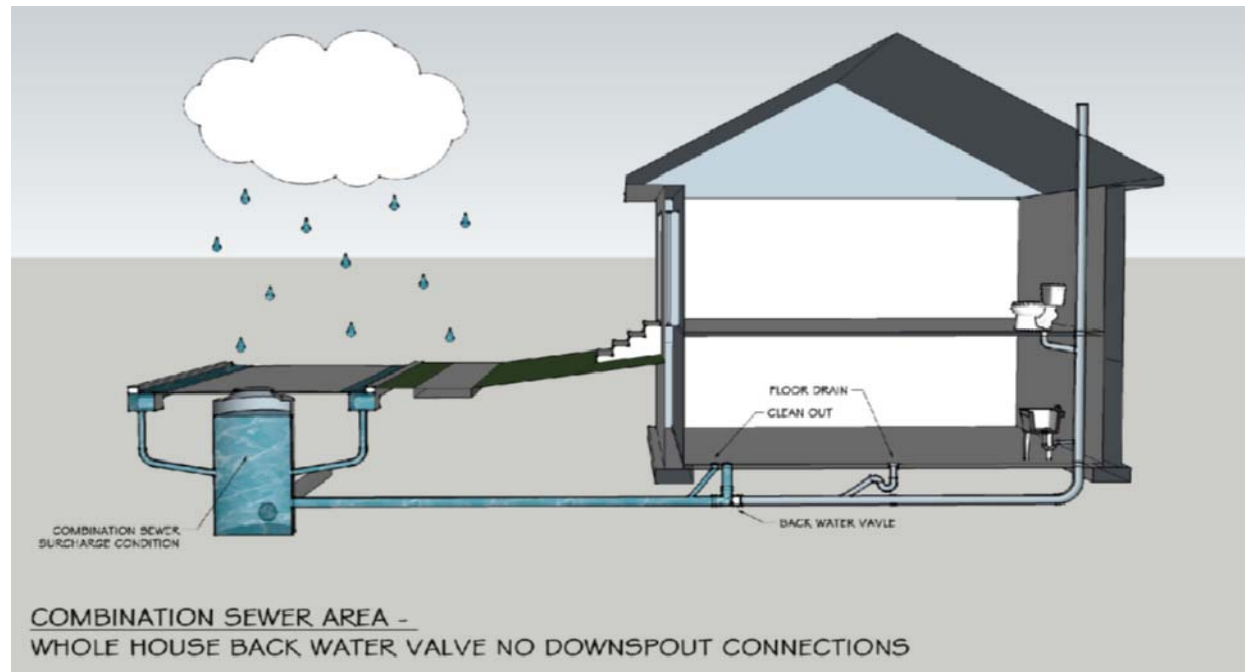 FLOOR DRAIN
CLEAN OUT
BACK WATER VAVLE
COMBINATION SEWER
SURCHARGE CONDITION
COMBINATION SEWER AREA -
WHOLE HOUSE BACK WATER VALVE NO DOWNSPOUT CONNECTIONS